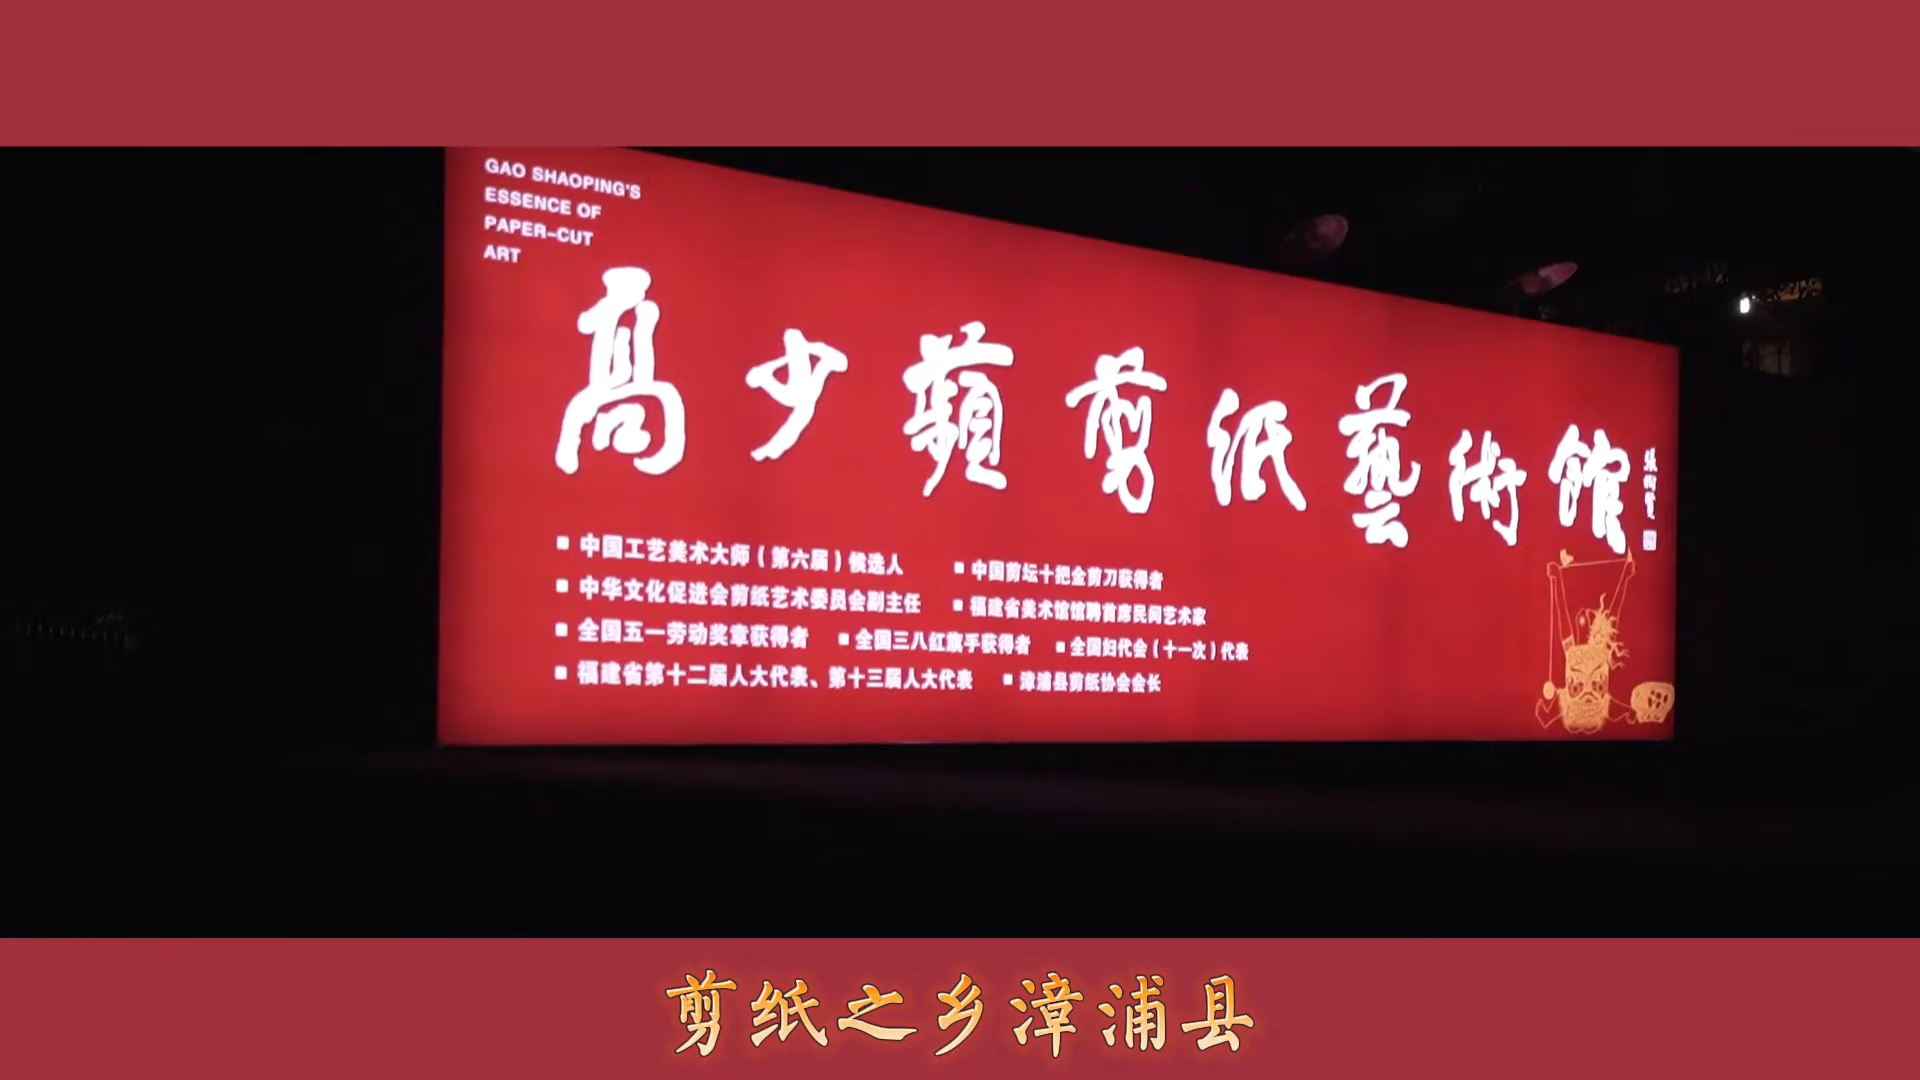 GAO SHAOPING'S
ESSENCE OF
PAPER-CUT
ART
高少蘋剪紙藝術館
■ 中国工艺美术大师（第六届）候选人 ■ 中国剪坛十把金剪刀获得者
■ 中华文化促进会剪纸艺术委员会副主任 ■ 福建省美术馆馆聘首席民间艺术家
■ 全国五一劳动奖章获得者 ■ 全国三八红旗手获得者 ■ 全国妇代会（十一次）代表
■ 福建省第十二届人大代表、第十三届人大代表 ■ 漳浦县剪纸协会会长
剪纸之乡漳浦县